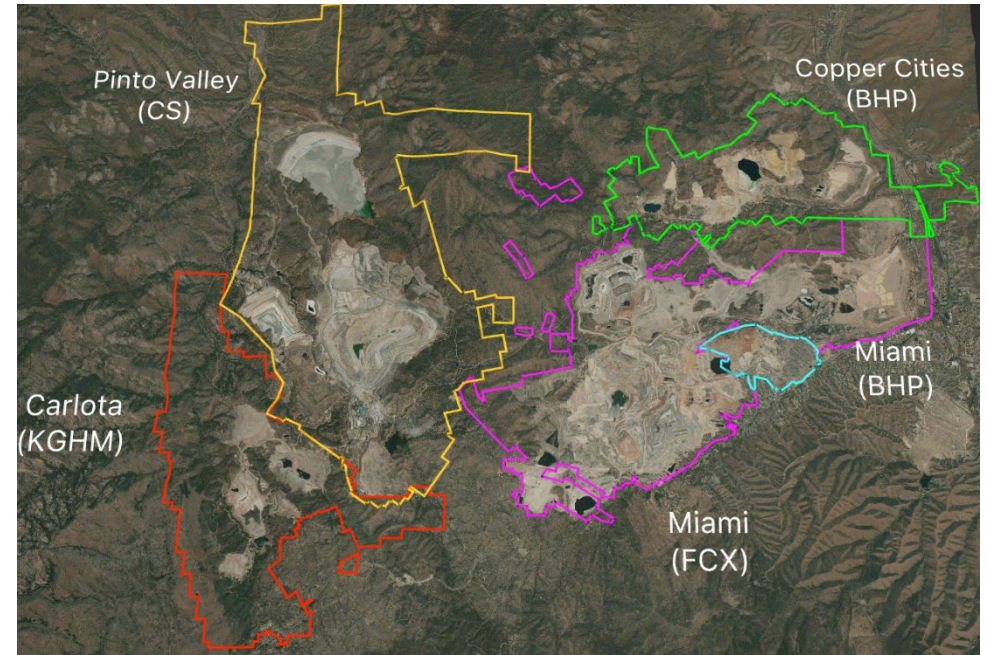 Pinto Valley
(CS)
Copper Cities
(BHP)
Miami
(BHP)
Carlota
(KGHM)
Miami
(FCX)